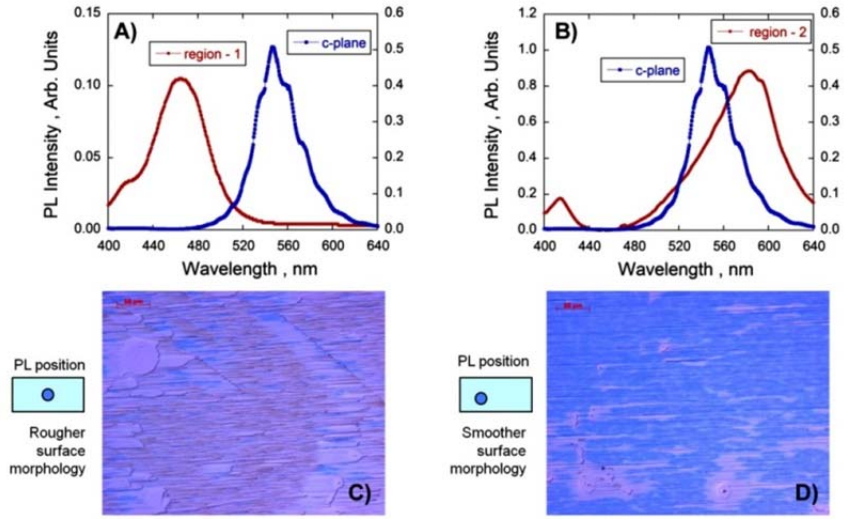 A)
region - 1
c-plane
PL Intensity , Arb. Units
0.15
0.10
0.05
0.00
0.6
0.5
0.4
0.3
0.2
0.1
0.0
400 440 480 520 560 600 640
Wavelength , nm
B)
region - 2
c-plane
PL Intensity , Arb. Units
1.2
1.0
0.8
0.6
0.4
0.2
0.0
0.6
0.5
0.4
0.3
0.2
0.1
0.0
400 440 480 520 560 600 640
Wavelength , nm
PL position
Rougher
surface
morphology
C)
PL position
Smoother
surface
morphology
D)